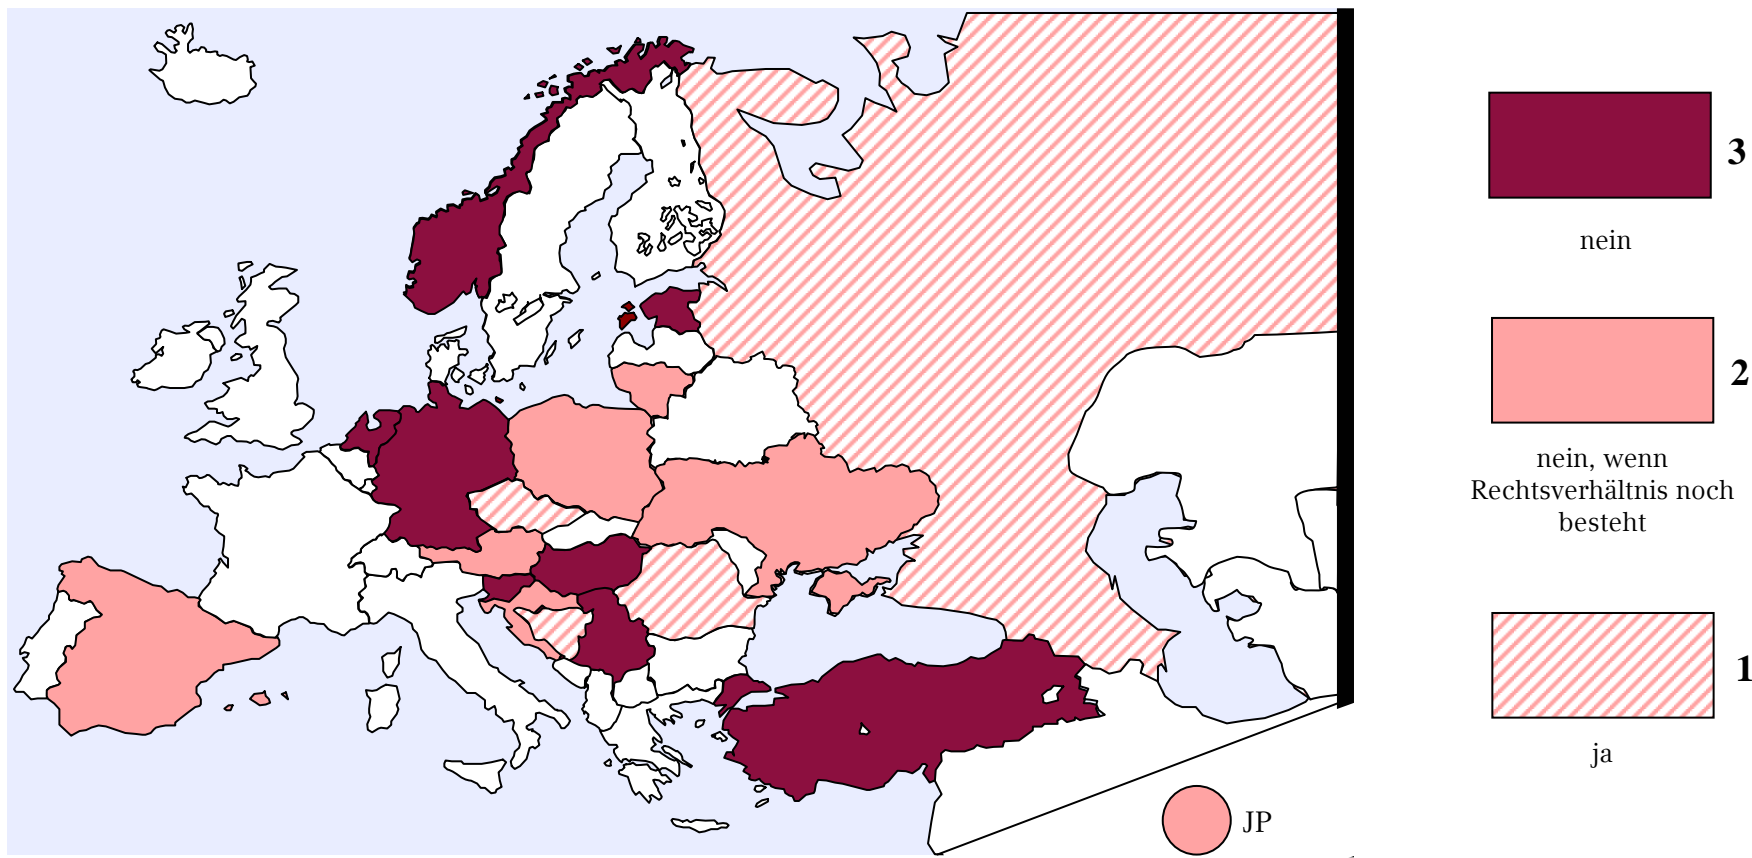 3
nein
2
nein, wenn
Rechtsverhältnis noch
besteht
1
ja
JP